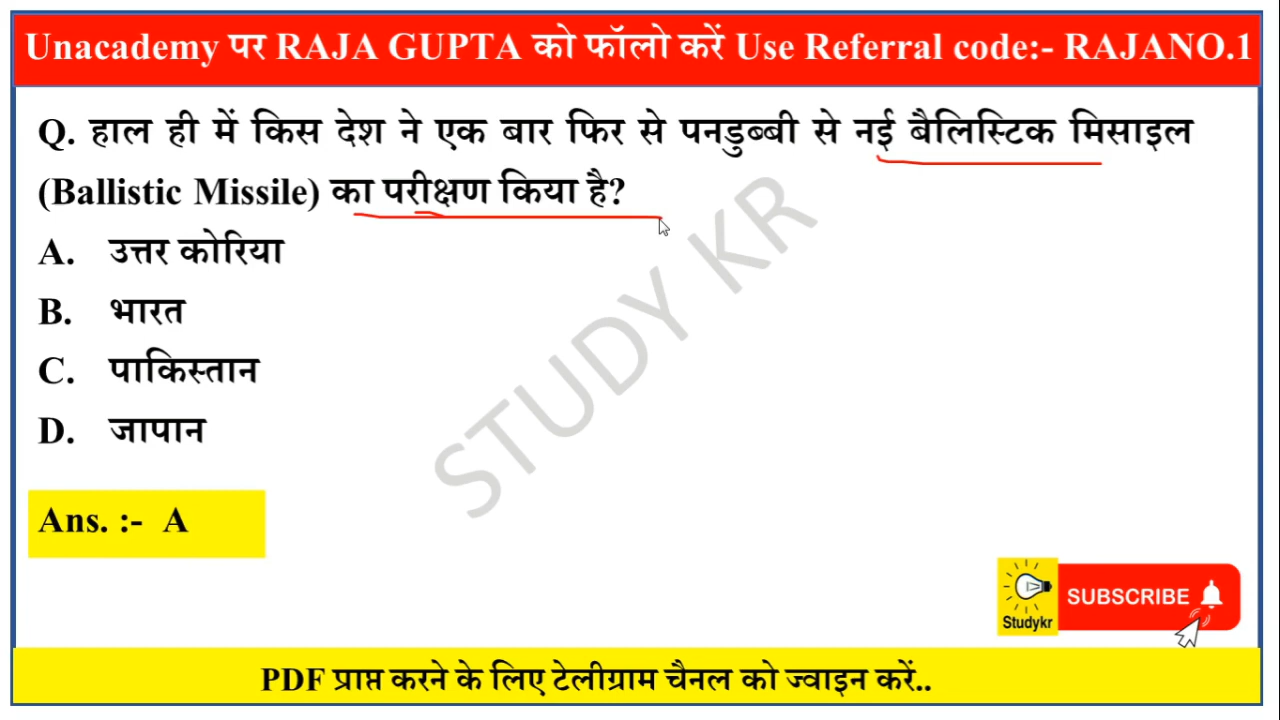 Unacademy पर RAJA GUPTA को फॉलो करें Use Referral code:- RAJANO.1
Q. हाल ही में किस देश ने एक बार फिर से पनडुब्बी से नई बैलिस्टिक मिसाइल
(Ballistic Missile) का परीक्षण किया है?
A. उत्तर कोरिया
B. भारत
C. पाकिस्तान
D. जापान
STUDY KR
Ans. :- A
SUBSCRIBE
Studykr
PDF प्राप्त करने के लिए टेलीग्राम चैनल को ज्वाइन करें..